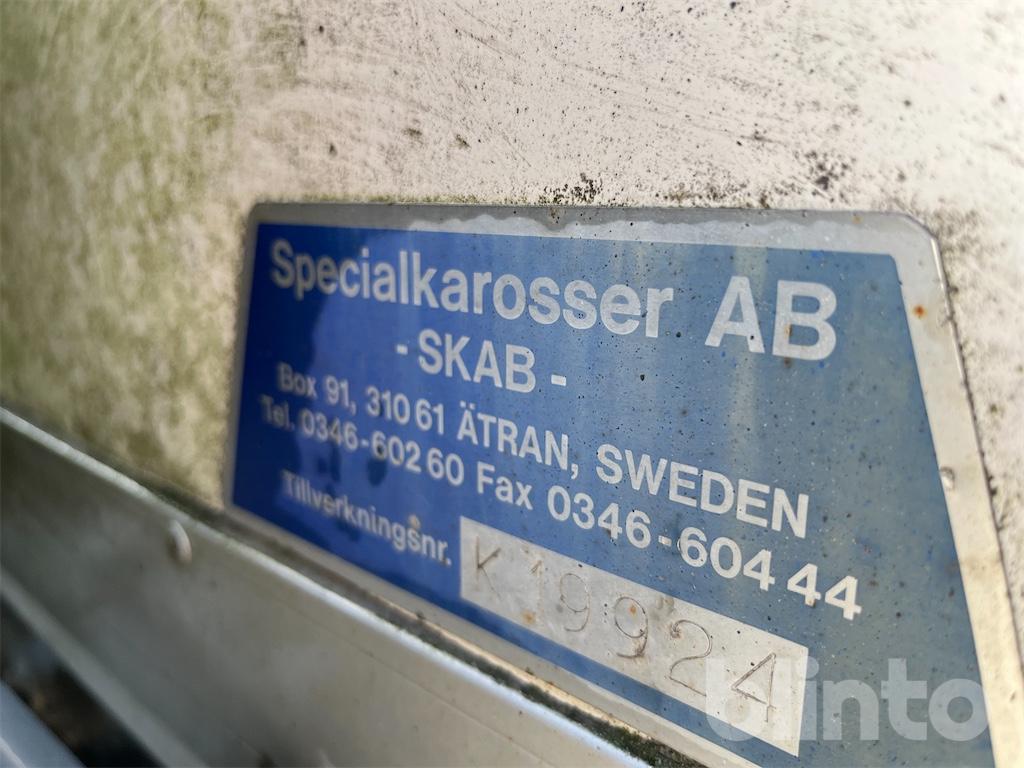 Specialkarosser AB
- SKAB -
Box 91, 310 61 ÄTRAN, SWEDEN
Tel. 0346-602 60 Fax 0346-604 44
Tillverkningsnr. K 19924
blinto